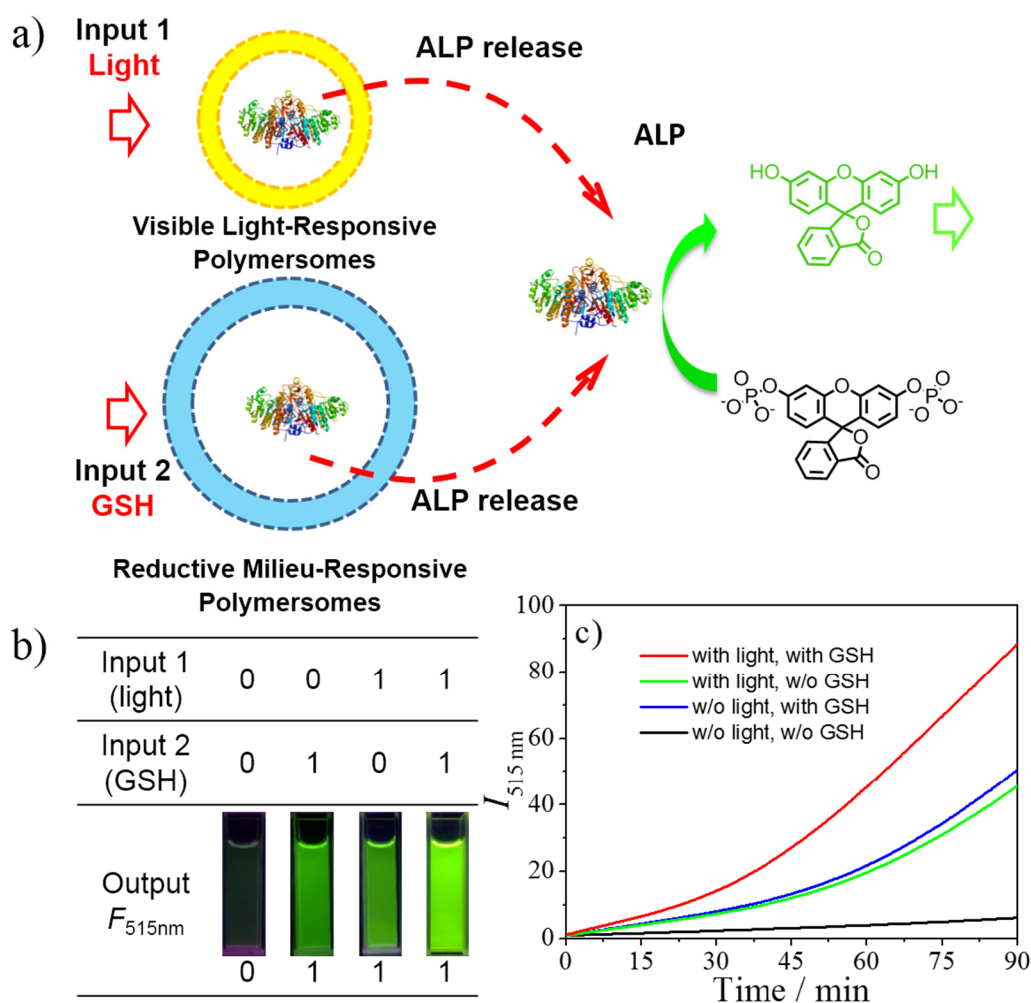 a)
Input 1
Light
ALP release
Visible Light-Responsive
Polymersomes
ALP
HO
O
OH
O
O
Input 2
GSH
ALP release
O
P
O
-O
O-
O
O
O
P
-O
O-
O
O
Reductive Milieu-Responsive
Polymersomes
b)
Input 1
(light)
0 0 1 1
Input 2
(GSH)
0 1 0 1
Output
F515nm
0 1 1 1
c)
with light, with GSH
with light, w/o GSH
w/o light, with GSH
w/o light, w/o GSH
I515 nm
100
80
60
40
20
0
0 15 30 45 60 75 90
Time / min